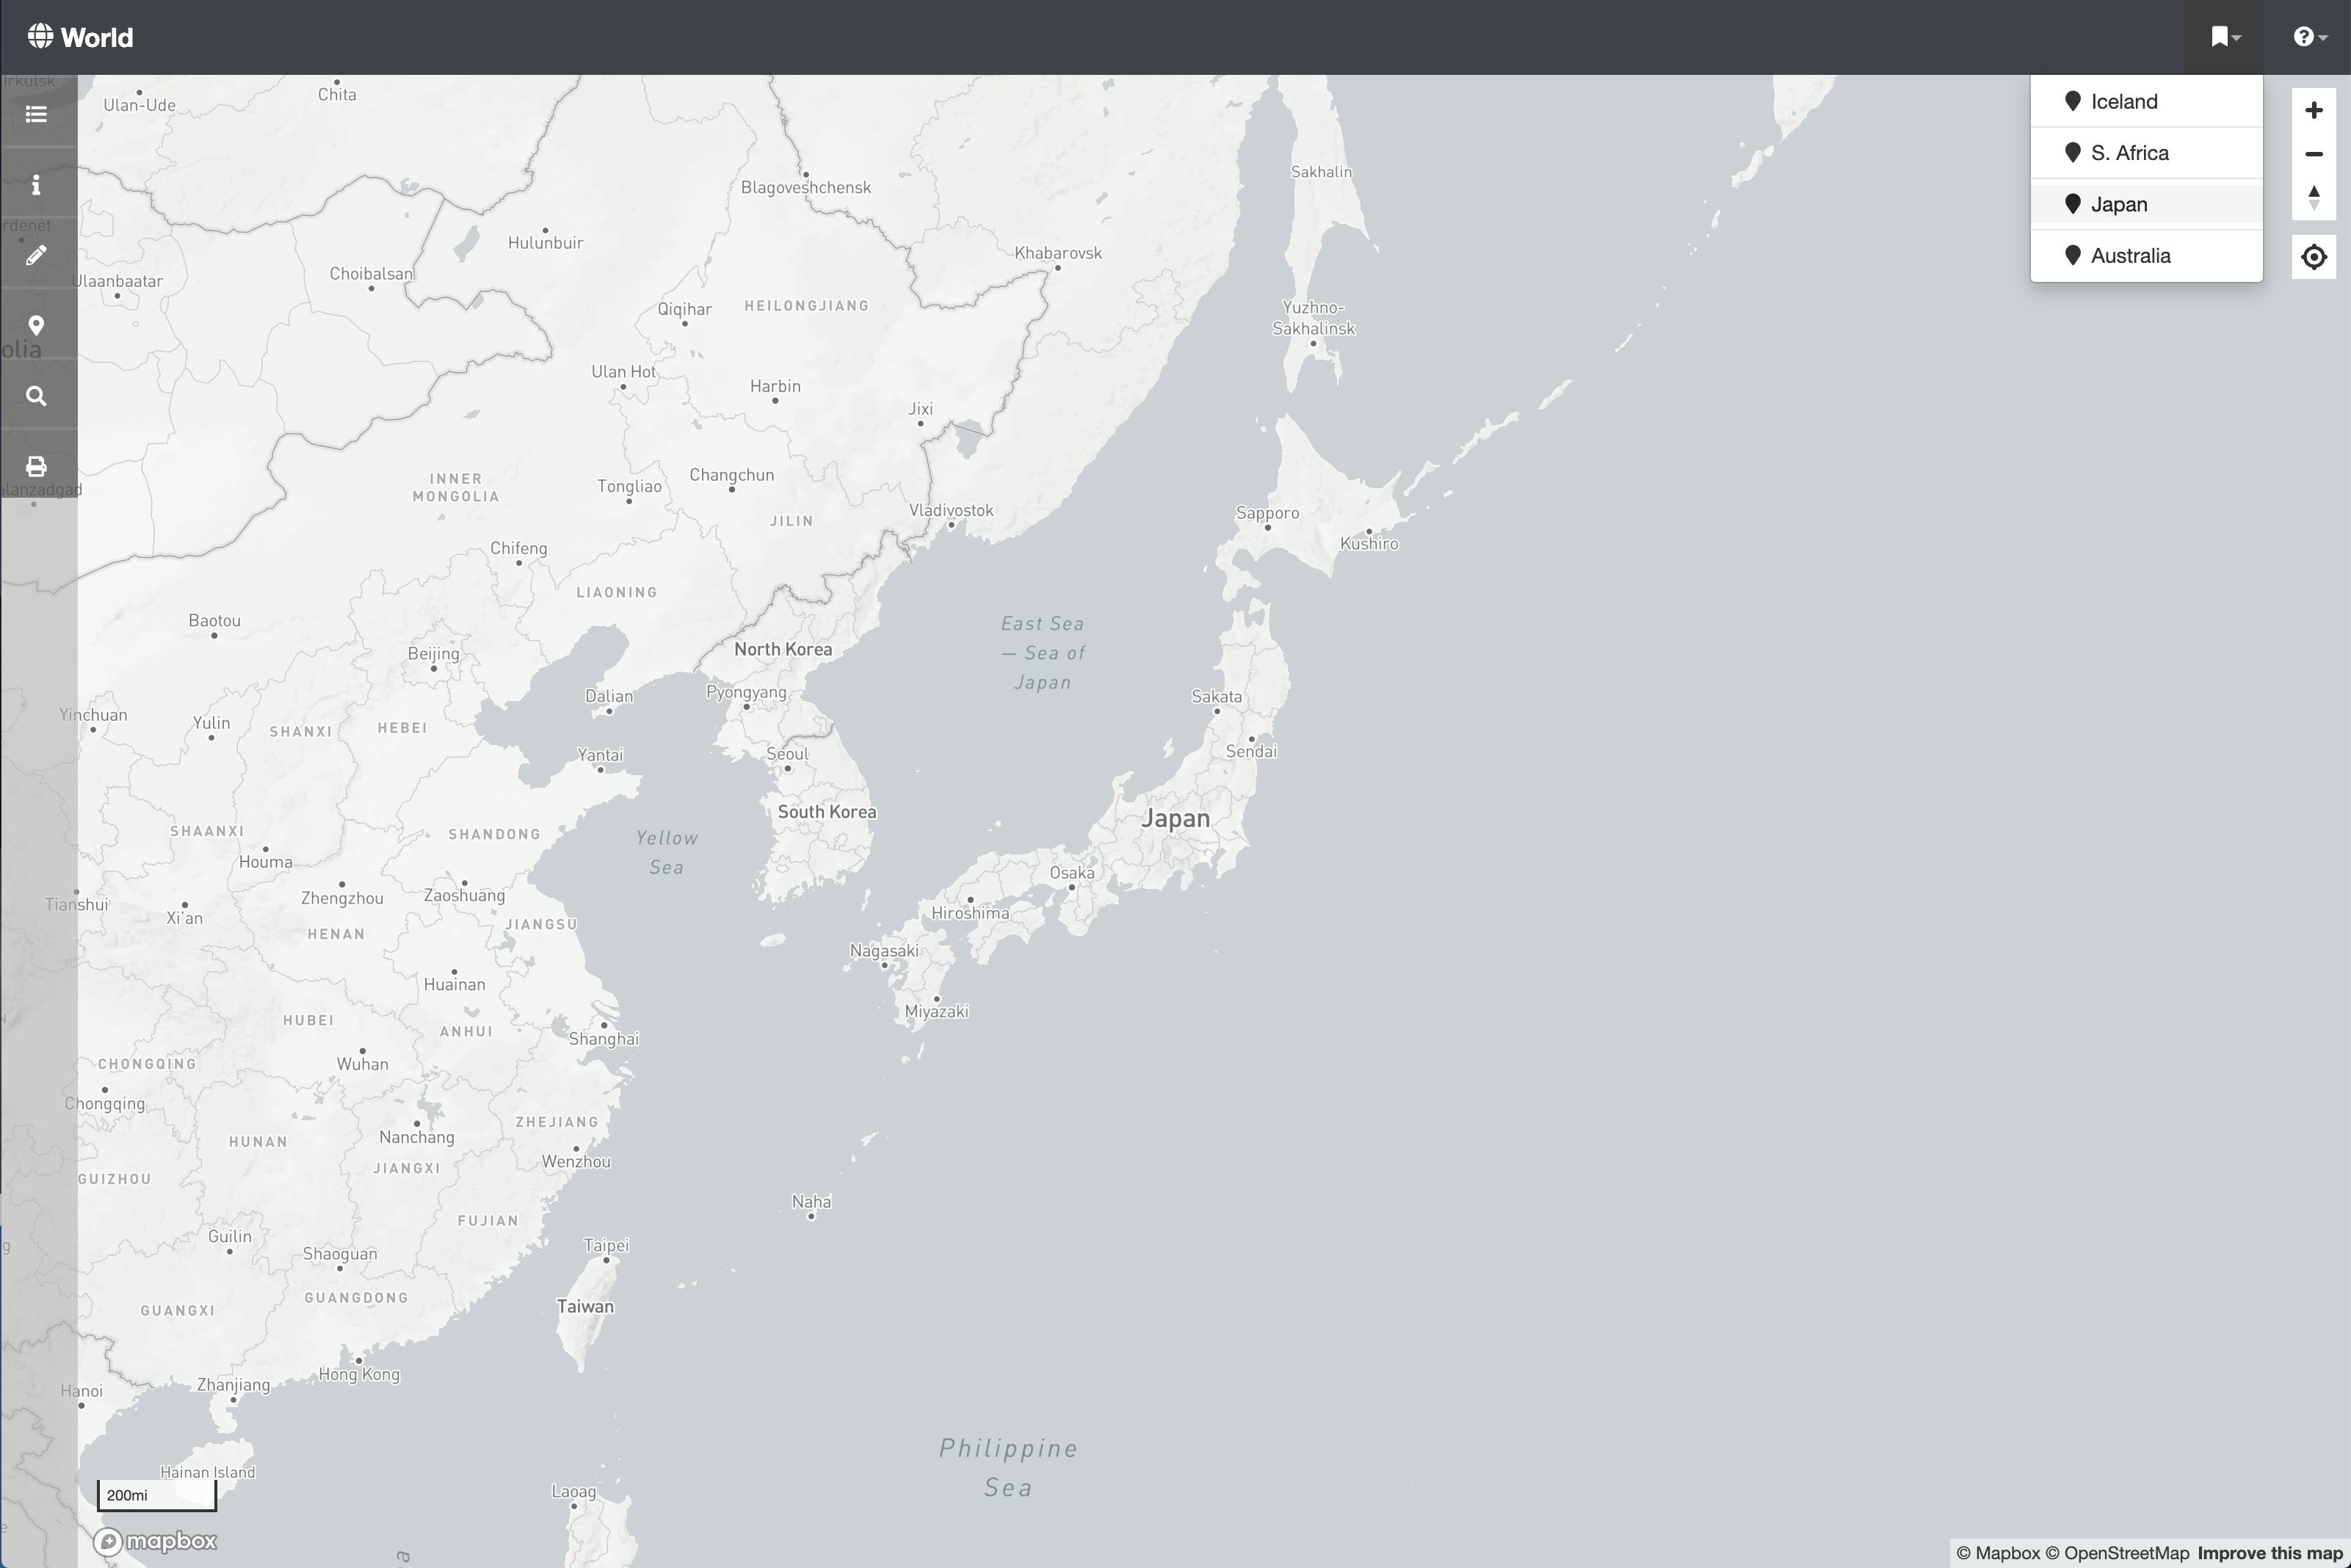 World
Iceland
S. Africa
Japan
Australia
irkutsk
Ulan-Ude
Chita
Sakhalin
Blagoveshchensk
rdenet
Hulunbuir
Khabarovsk
Choibalsan
Ulaanbaatar
Qiqihar
HEILONGJIANG
Yuzhno-
Sakhalinsk
olia
Ulan Hot
Harbin
Jixi
INNER
MONGOLIA
Changchun
Tongliao
alanzadgad
Vladivostok
Sapporo
JILIN
Kushiro
Chifeng
LIAONING
Baotou
East Sea
— Sea of
Japan
Beijing
North Korea
Dalian
Pyongyang
Sakata
Yinchuan
Yulin
SHANXI
HEBEI
Yantai
Seoul
Sendai
South Korea
Japan
SHAANXI
SHANDONG
Yellow
Sea
Houma
Osaka
Zhengzhou
Zaoshuang
Tianshui
Xi'an
Hiroshima
HENAN
JIANGSU
Nagasaki
Huainan
Miyazaki
HUBEI
ANHUI
Shanghai
CHONGQING
Wuhan
Chongqing
ZHEJIANG
HUNAN
Nanchang
JIANGXI
Wenzhou
GUIZHOU
Naha
FUJIAN
Guilin
Shaoguan
Taipei
GUANGXI
GUANGDONG
Taiwan
Hong Kong
Hanoi
Zhanjiang
Philippine
Sea
Hainan Island
Laoag
200mi
mapbox
© Mapbox © OpenStreetMap Improve this map